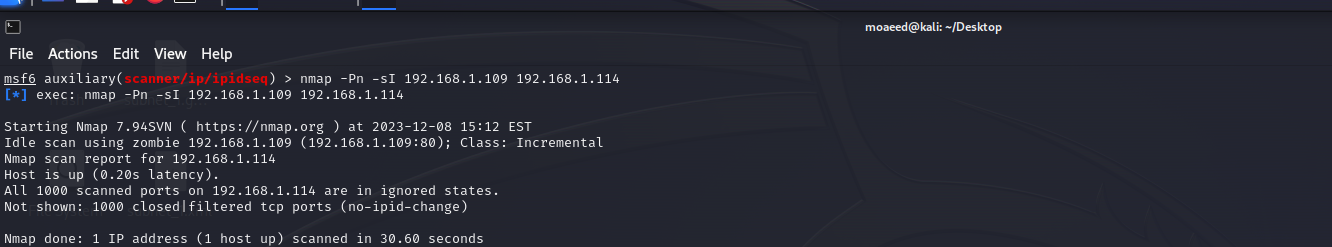 moaeed@kali: ~/Desktop
File Actions Edit View Help
msf6 auxiliary(scanner/ip/ipidseq) > nmap -Pn -sI 192.168.1.109 192.168.1.114
[*] exec: nmap -Pn -sI 192.168.1.109 192.168.1.114
Starting Nmap 7.94SVN ( https://nmap.org ) at 2023-12-08 15:12 EST
Idle scan using zombie 192.168.1.109 (192.168.1.109:80); Class: Incremental
Nmap scan report for 192.168.1.114
Host is up (0.20s latency).
All 1000 scanned ports on 192.168.1.114 are in ignored states.
Not shown: 1000 closed|filtered tcp ports (no-ipid-change)
Nmap done: 1 IP address (1 host up) scanned in 30.60 seconds